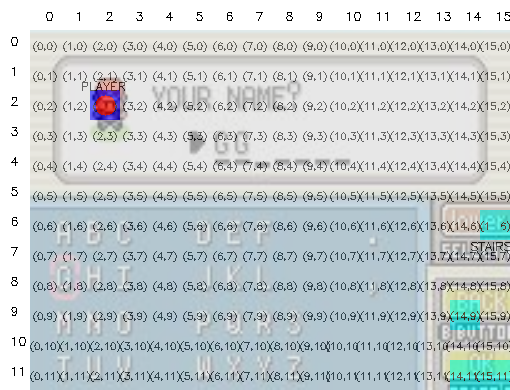 0 1 2 3 4 5 6 7 8 9 10 11 12 13 14 15
0 (0,0) (1,0) (2,0) (3,0) (4,0) (5,0) (6,0) (7,0) (8,0) (9,0) (10,0) (11,0) (12,0) (13,0) (14,0) (15,0)
1 (0,1) (1,1) (2,1) (3,1) (4,1) (5,1) (6,1) (7,1) (8,1) (9,1) (10,1) (11,1) (12,1) (13,1) (14,1) (15,1)
PLAYER
YOUR NAME?
2 (0,2) (1,2) (3,2) (4,2) (5,2) (6,2) (7,2) (8,2) (9,2) (10,2) (11,2) (12,2) (13,2) (14,2) (15,2)
3 (0,3) (1,3) (2,3) (3,3) (4,3) (5,3) (6,3) (7,3) (8,3) (9,3) (10,3) (11,3) (12,3) (13,3) (14,3) (15,3)
GG
4 (0,4) (1,4) (2,4) (3,4) (4,4) (5,4) (6,4) (7,4) (8,4) (9,4) (10,4) (11,4) (12,4) (13,4) (14,4) (15,4)
5 (0,5) (1,5) (2,5) (3,5) (4,5) (5,5) (6,5) (7,5) (8,5) (9,5) (10,5) (11,5) (12,5) (13,5) (14,5) (15,5)
6 (0,6) (1,6) (2,6) (3,6) (4,6) (5,6) (6,6) (7,6) (8,6) (9,6) (10,6) (11,6) (12,6) (13,6) (14,6)
A B C D E F .
STAIRS
7 (0,7) (1,7) (2,7) (3,7) (4,7) (5,7) (6,7) (7,7) (8,7) (9,7) (10,7) (11,7) (12,7) (13,7) (14,7) (15,7)
G H I J K L ,
8 (0,8) (1,8) (2,8) (3,8) (4,8) (5,8) (6,8) (7,8) (8,8) (9,8) (10,8) (11,8) (12,8) (13,8) (14,8) (15,8)
BACK
9 (0,9) (1,9) (2,9) (3,9) (4,9) (5,9) (6,9) (7,9) (8,9) (9,9) (10,9) (11,9) (12,9) (13,9) (14,9) (15,9)
M N O P Q R S
B BUTTON
10 (0,10) (1,10) (2,10) (3,10) (4,10) (5,10) (6,10) (7,10) (8,10) (9,10) (10,10) (11,10) (12,10) (13,10) (14,10) (15,10)
T U V W X Y Z
OK
11 (0,11) (1,11) (2,11) (3,11) (4,11) (5,11) (6,11) (7,11) (8,11) (9,11) (10,11) (11,11) (12,11) (13,11) (14,11) (15,11)